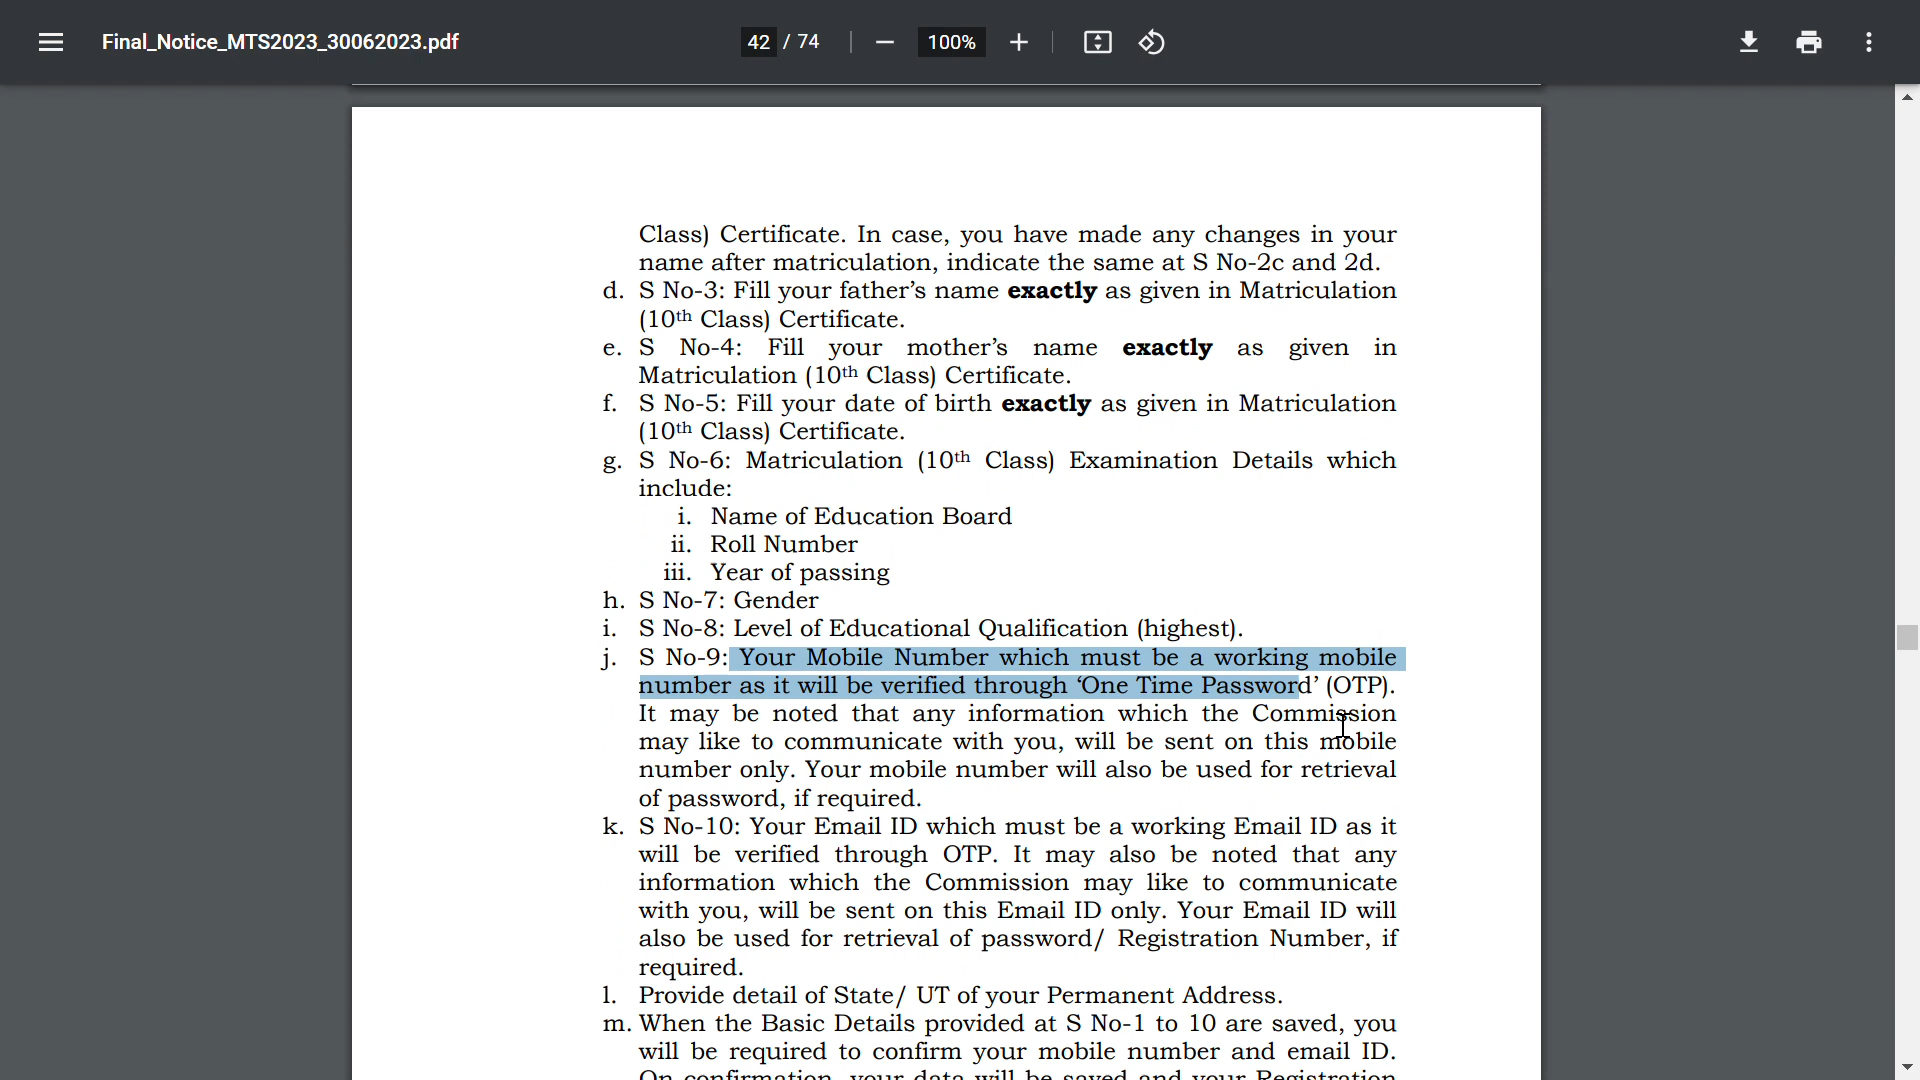 Final_Notice_MTS2023_30062023.pdf
42 / 74
100%
Class) Certificate. In case, you have made any changes in your
name after matriculation, indicate the same at S No-2c and 2d.
d. S No-3: Fill your father’s name exactly as given in Matriculation
(10th Class) Certificate.
e. S No-4: Fill your mother’s name exactly as given in
Matriculation (10th Class) Certificate.
f. S No-5: Fill your date of birth exactly as given in Matriculation
(10th Class) Certificate.
g. S No-6: Matriculation (10th Class) Examination Details which
include:
i. Name of Education Board
ii. Roll Number
iii. Year of passing
h. S No-7: Gender
i. S No-8: Level of Educational Qualification (highest).
j. S No-9: Your Mobile Number which must be a working mobile
number as it will be verified through ‘One Time Password’ (OTP).
It may be noted that any information which the Commission
may like to communicate with you, will be sent on this mobile
number only. Your mobile number will also be used for retrieval
of password, if required.
k. S No-10: Your Email ID which must be a working Email ID as it
will be verified through OTP. It may also be noted that any
information which the Commission may like to communicate
with you, will be sent on this Email ID only. Your Email ID will
also be used for retrieval of password/ Registration Number, if
required.
l. Provide detail of State/ UT of your Permanent Address.
m. When the Basic Details provided at S No-1 to 10 are saved, you
will be required to confirm your mobile number and email ID.
On confirmation, your data will be saved and your Registration